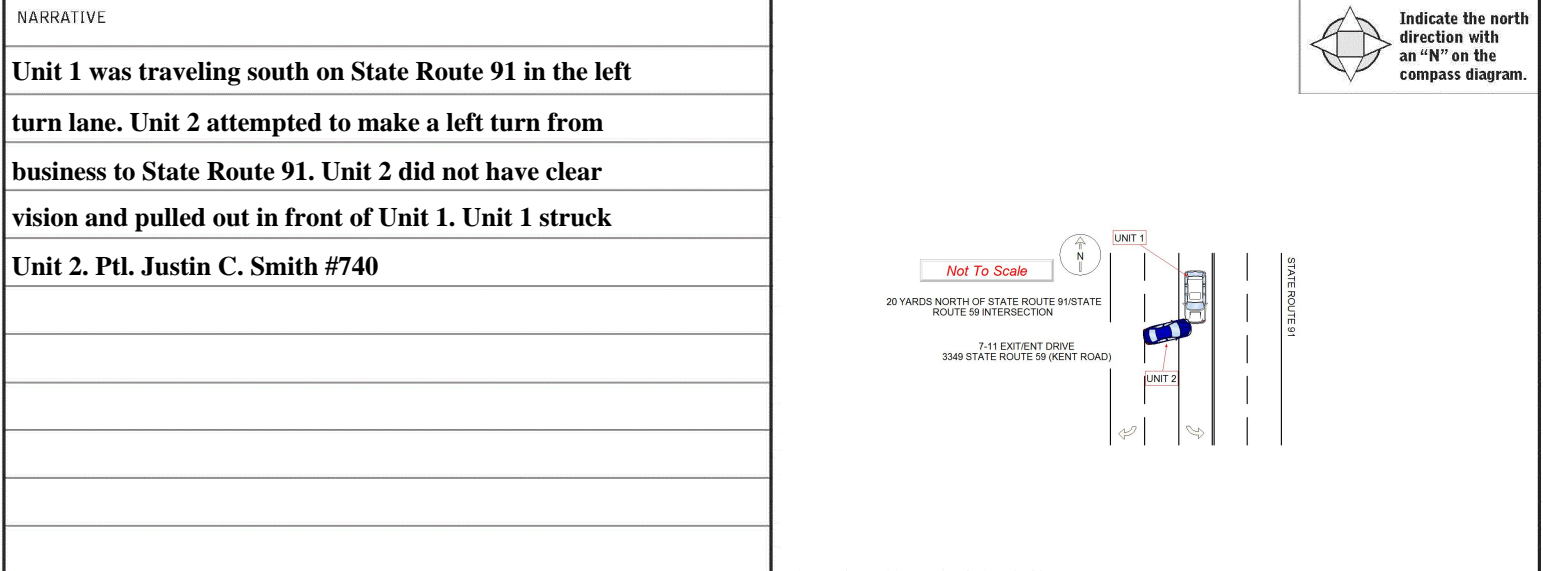 NARRATIVE
Unit 1 was traveling south on State Route 91 in the left
turn lane. Unit 2 attempted to make a left turn from
business to State Route 91. Unit 2 did not have clear
vision and pulled out in front of Unit 1. Unit 1 struck
Unit 2. Ptl. Justin C. Smith #740
Indicate the north
direction with
an “N” on the
compass diagram.
UNIT 1
N
Not To Scale
20 YARDS NORTH OF STATE ROUTE 91/STATE
ROUTE 59 INTERSECTION
7-11 EXIT/ENT DRIVE
3349 STATE ROUTE 59 (KENT ROAD)
UNIT 2
STATE ROUTE 91